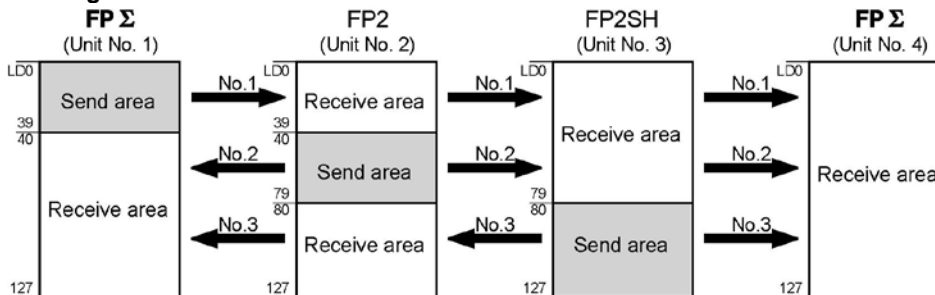 FP Σ
(Unit No. 1)
FP2
(Unit No. 2)
FP2SH
(Unit No. 3)
FP Σ
(Unit No. 4)
LD0
Send area
39
40
Receive area
127
No.1
No.2
No.3
LD0
Receive area
39
40
Send area
79
80
Receive area
127
No.1
No.2
No.3
LD0
Receive area
79
80
Send area
127
No.1
No.2
No.3
LD0
Receive area
127